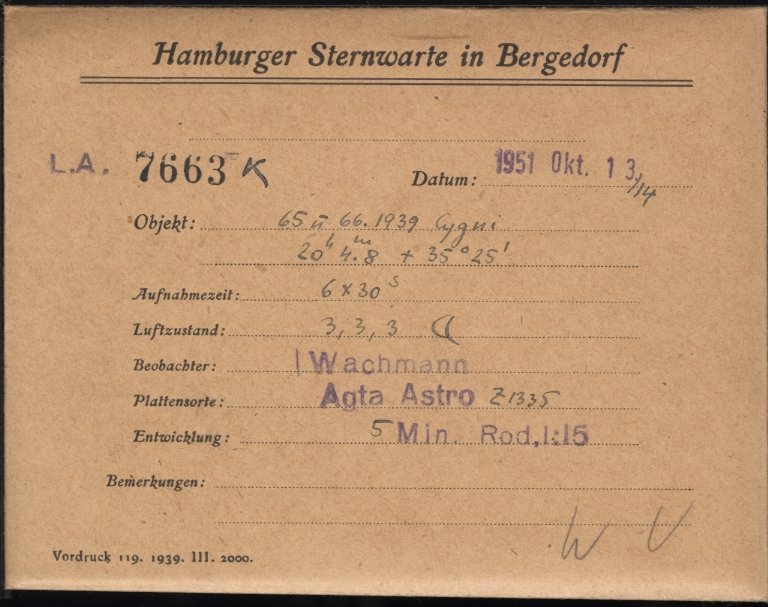 Hamburger Sternwarte in Bergedorf
L.A. 7663 K Datum: 1951 Okt. 13./14
Objekt: 65 u 66.1939 Cygni
20h 4m.8 + 35° 25'
Aufnahmezeit: 6 x 30s
Luftzustand: 3, 3, 3
Beobachter: Wachmann
Plattensorte: Agfa Astro Z1335
Entwicklung: 5 Min. Rod,1:15
Bemerkungen:
W V
Vordruck 119. 1939. III. 2000.